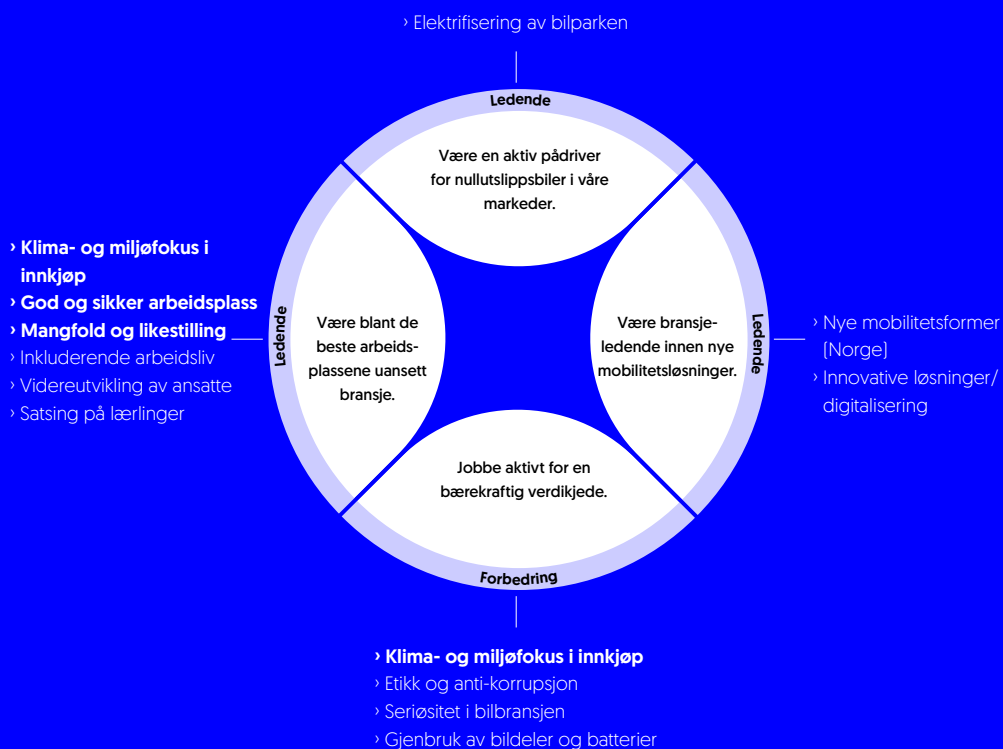 › Elektrifisering av bilparken
Ledende
Være en aktiv pådriver
for nullutslippsbiler i våre
markeder.
› Klima- og miljøfokus i
innkjøp
› God og sikker arbeidsplass
› Mangfold og likestilling
› Inkluderende arbeidsliv
› Videreutvikling av ansatte
› Satsing på lærlinger
Ledende
Være blant de
beste arbeids-
plassene uansett
bransje.
Være bransje-
ledende innen nye
mobilitetsløsninger.
Ledende
› Nye mobilitetsformer
(Norge)
› Innovative løsninger/
digitalisering
Jobbe aktivt for en
bærekraftig verdikjede.
Forbedring
› Klima- og miljøfokus i innkjøp
› Etikk og anti-korrupsjon
› Seriøsitet i bilbransjen
› Gjenbruk av bildeler og batterier